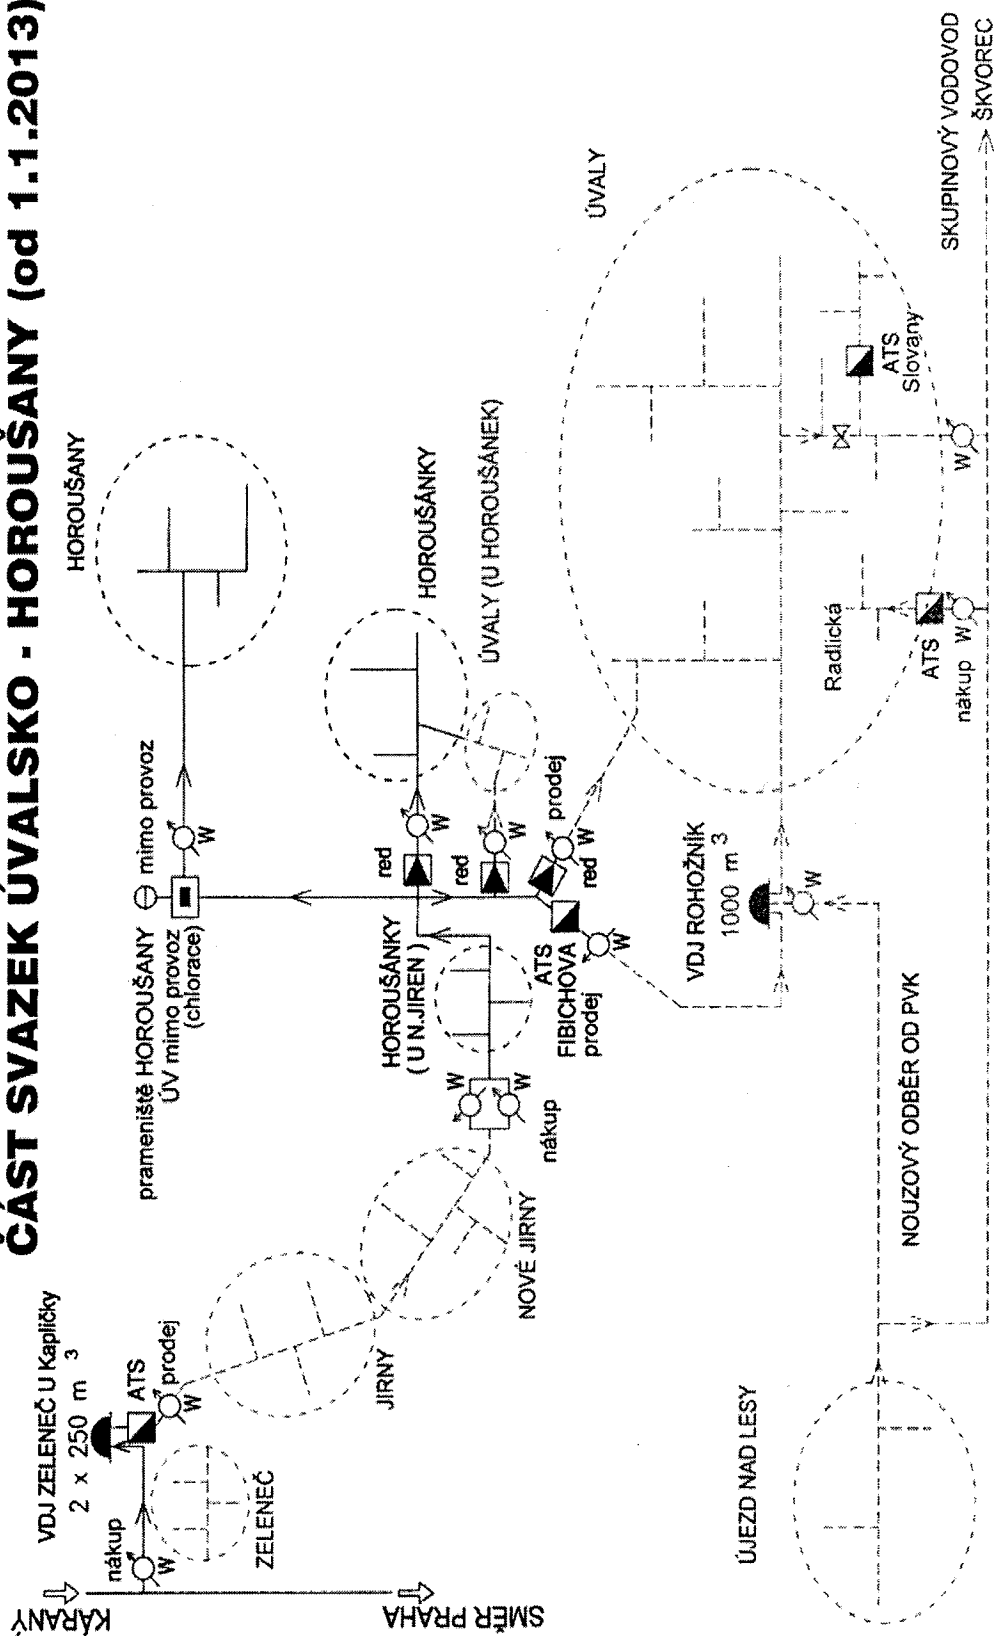 ČÁST SVAZEK ÚVALSKO - HOROUŠANY (od 1.1.2013)
KÁRANÝ
SMĚR PRAHA
nákup
W
VDJ ZELENEČ U Kapličky
2 x 250 m³
ATS
prodej
W
ZELENEČ
JIRNY
NOVÉ JIRNY
prameniště HOROUŠANY
mimo provoz
ÚV mimo provoz
(chlorace)
W
HOROUŠANY
nákup
W
W
HOROUŠÁNKY
(U N.JIREN)
red
W
HOROUŠÁNKY
red
W
ÚVALY (U HOROUŠÁNEK)
ATS
FIBICHOVA
prodej
W
red
W
prodej
ÚVALY
VDJ ROHOŽNÍK
1000 m³
W
Radlická
ATS
nákup
W
ATS
Slovany
W
SKUPINOVÝ VODOVOD
ŠKVOREC
NOUZOVÝ ODBĚR OD PVK
ÚJEZD NAD LESY